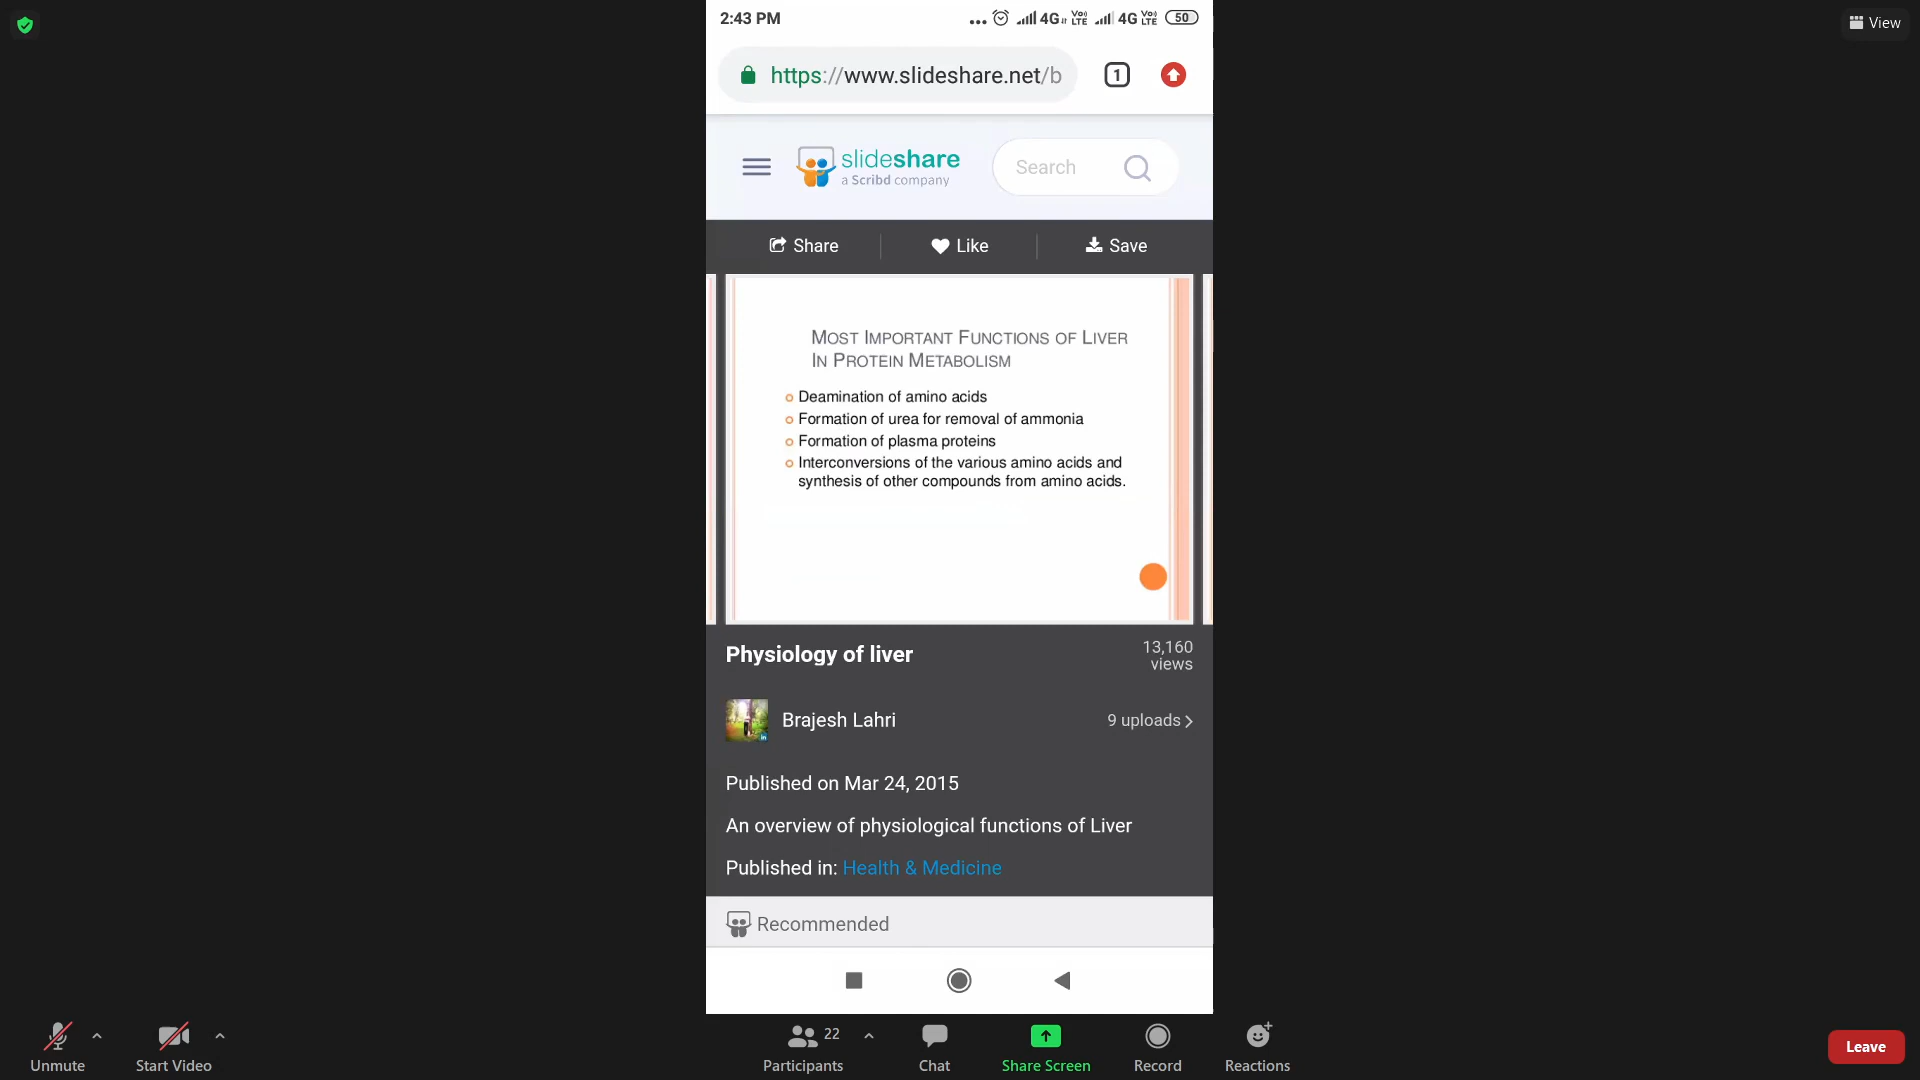 2:43 PM
4G
Vo)
LTE
4G
Vo)
LTE
50
View
https://www.slideshare.net/b
1
slideshare
a Scribd company
Search
Share
Like
Save
MOST IMPORTANT FUNCTIONS OF LIVER
IN PROTEIN METABOLISM
Deamination of amino acids
Formation of urea for removal of ammonia
Formation of plasma proteins
Interconversions of the various amino acids and
synthesis of other compounds from amino acids.
Physiology of liver
13,160
views
Brajesh Lahri
9 uploads
Published on Mar 24, 2015
An overview of physiological functions of Liver
Published in: Health & Medicine
Recommended
Unmute
Start Video
22
Participants
Chat
Share Screen
Record
Reactions
Leave